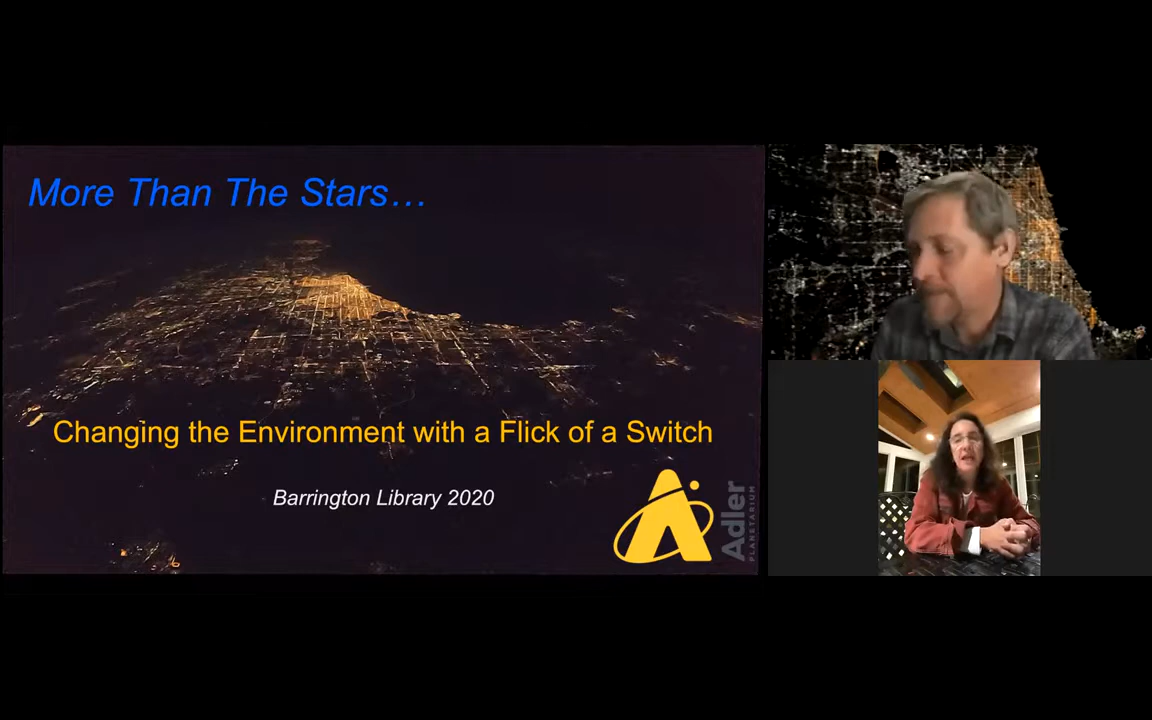 More Than The Stars…
Changing the Environment with a Flick of a Switch
Barrington Library 2020
Adler
PLANETARIUM